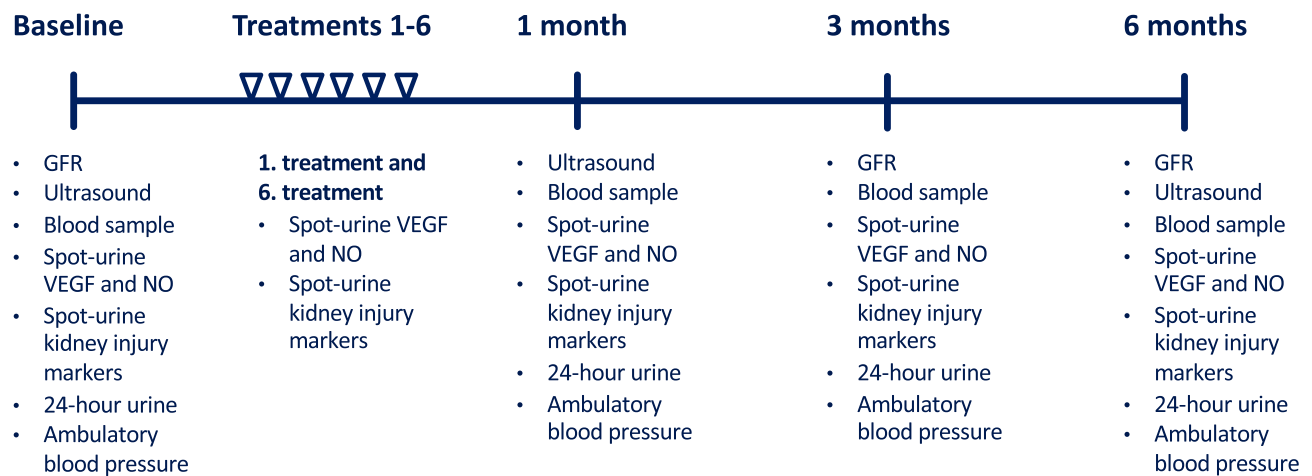 Baseline
Treatments 1-6
1 month
3 months
6 months
• GFR
• Ultrasound
• Blood sample
• Spot-urine
VEGF and NO
• Spot-urine
kidney injury
markers
• 24-hour urine
• Ambulatory
blood pressure
1. treatment and
6. treatment
• Spot-urine VEGF
and NO
• Spot-urine
kidney injury
markers
• Ultrasound
• Blood sample
• Spot-urine
VEGF and NO
• Spot-urine
kidney injury
markers
• 24-hour urine
• Ambulatory
blood pressure
• GFR
• Blood sample
• Spot-urine
VEGF and NO
• Spot-urine
kidney injury
markers
• 24-hour urine
• Ambulatory
blood pressure
• GFR
• Ultrasound
• Blood sample
• Spot-urine
VEGF and NO
• Spot-urine
kidney injury
markers
• 24-hour urine
• Ambulatory
blood pressure